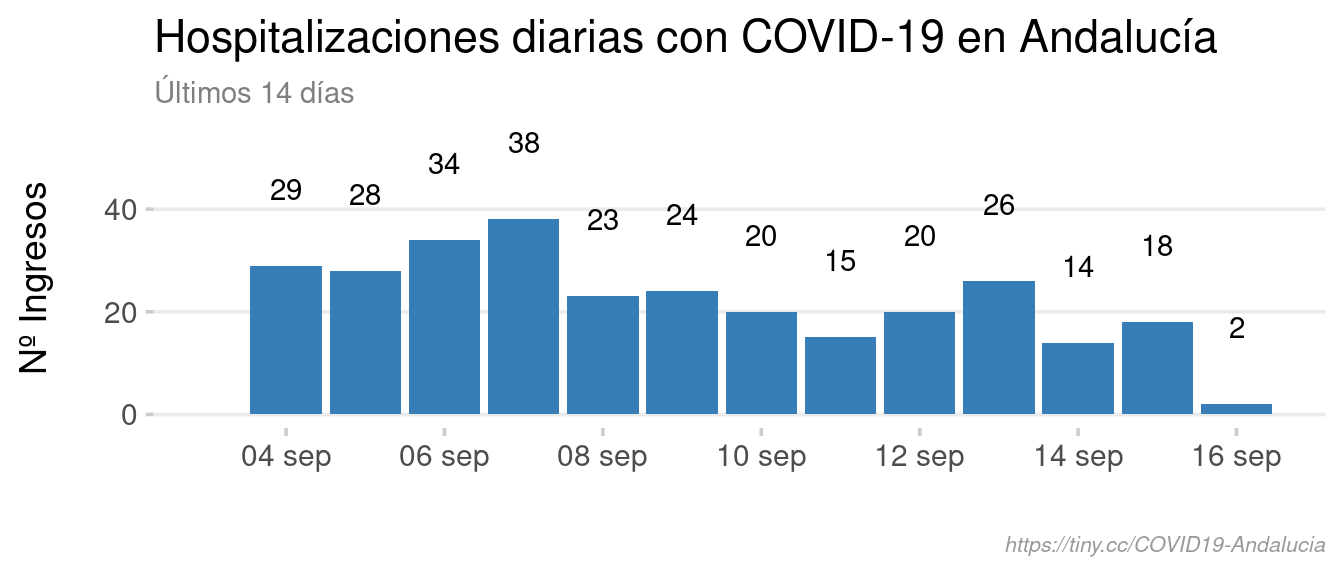 Hospitalizaciones diarias con COVID-19 en Andalucía
Últimos 14 días
Nº Ingresos
40
20
0
29
28
34
38
23
24
20
15
20
26
14
18
2
04 sep
06 sep
08 sep
10 sep
12 sep
14 sep
16 sep
https://tiny.cc/COVID19-Andalucia